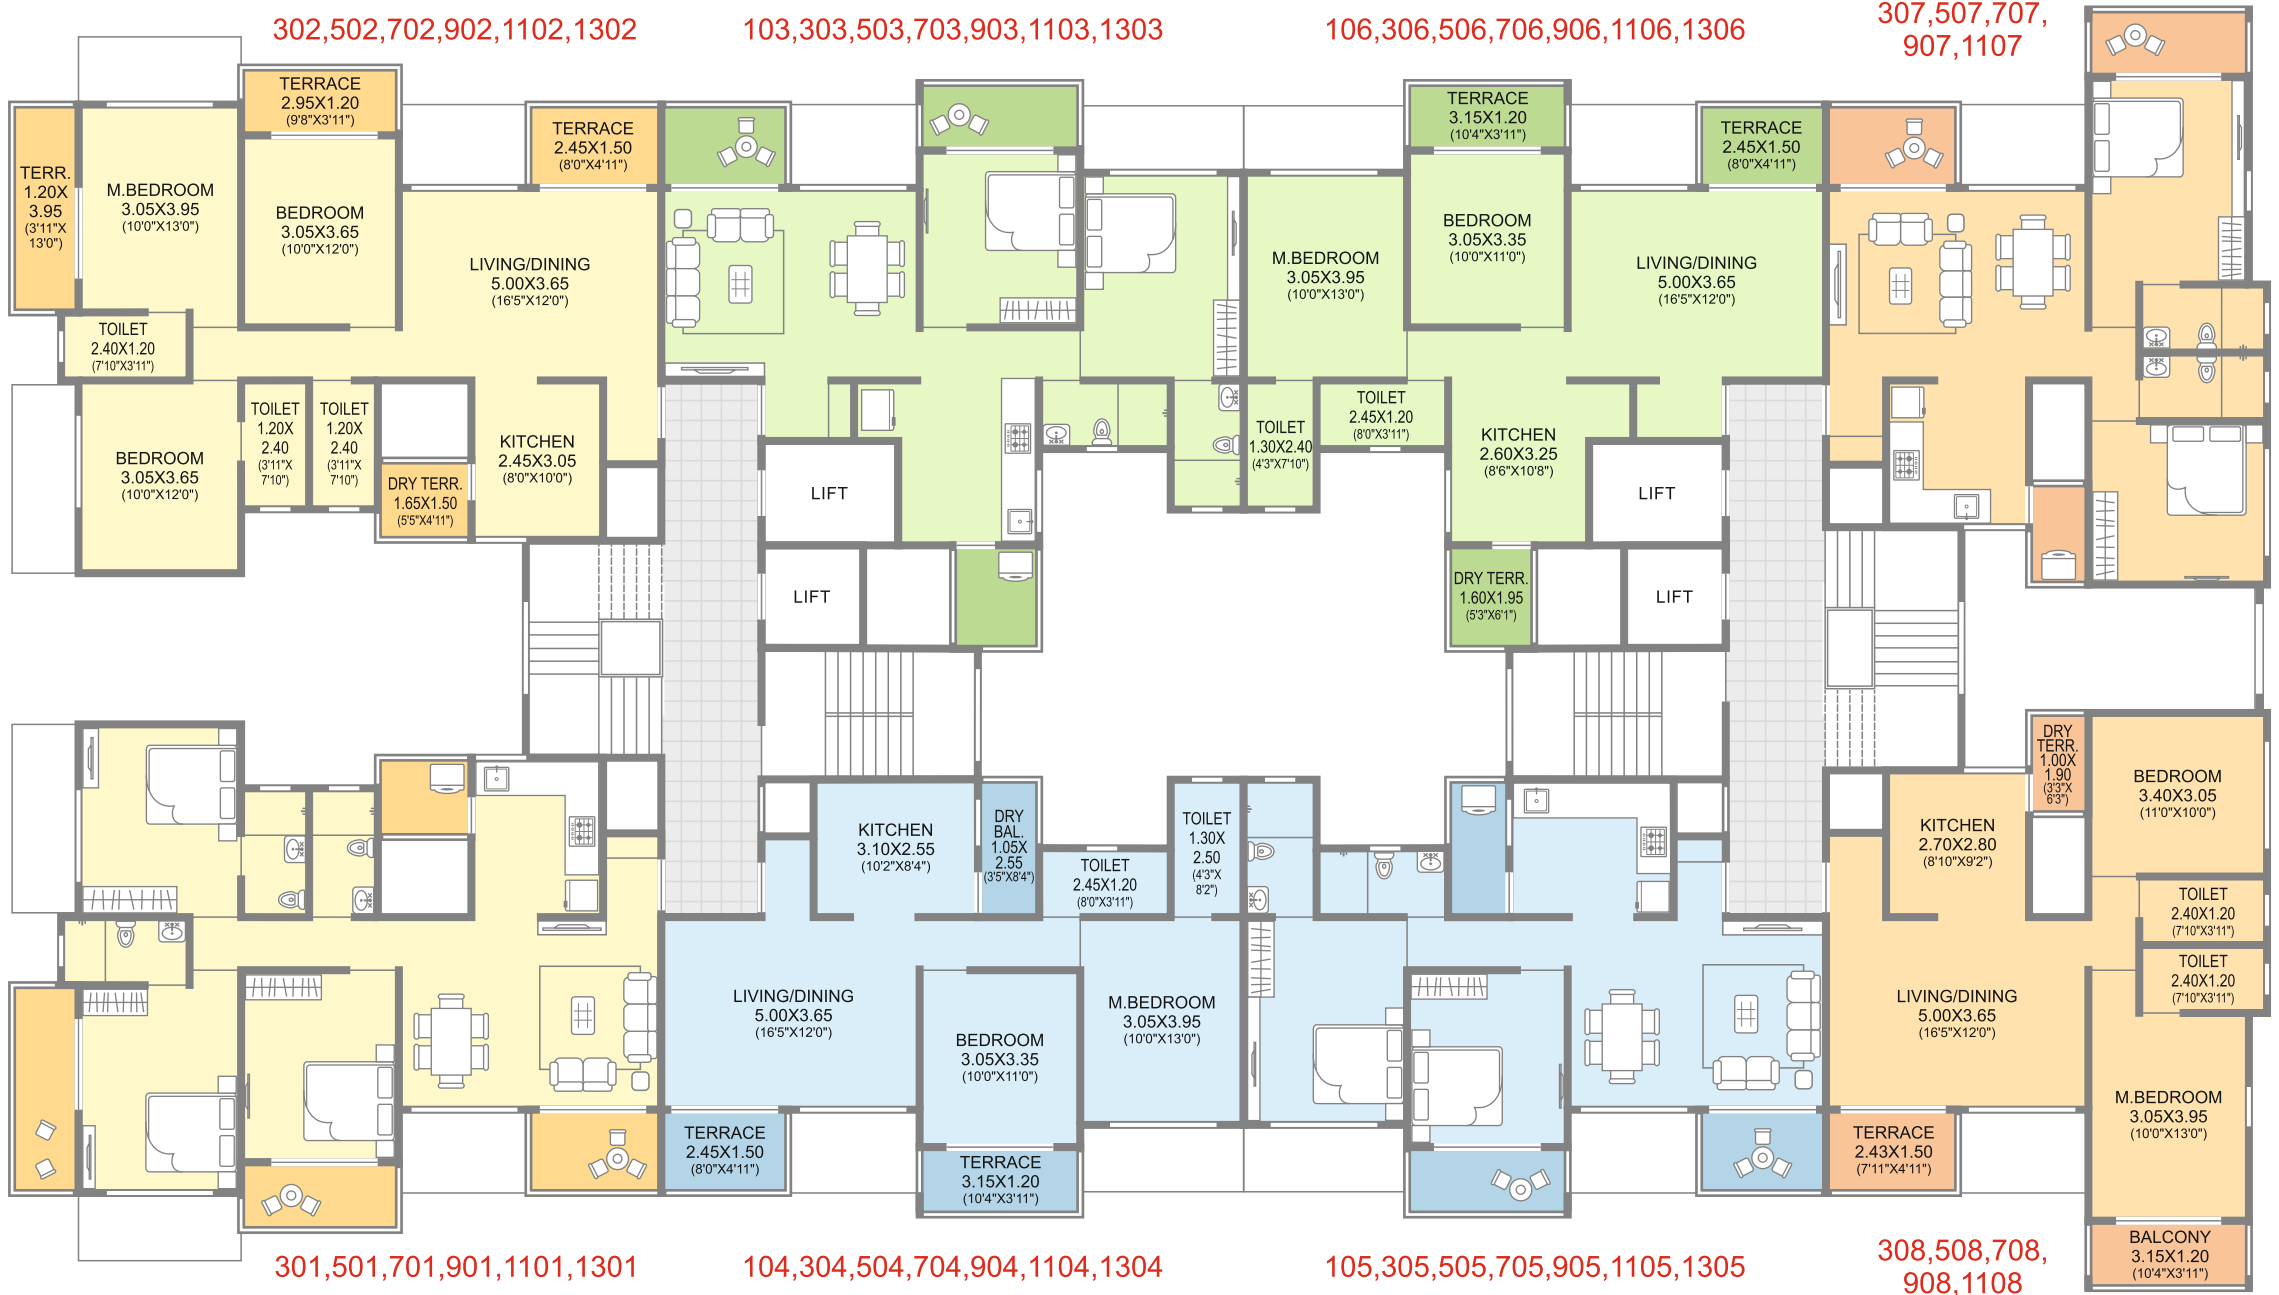 302,502,702,902,1102,1302
103,303,503,703,903,1103,1303
106,306,506,706,906,1106,1306
307,507,707,
907,1107
TERRACE
2.95X1.20
(9'8"X3'11")
TERRACE
2.45X1.50
(8'0"X4'11")
TERR.
1.20X
3.95
(3'11"X
13'0")
M.BEDROOM
3.05X3.95
(10'0"X13'0")
BEDROOM
3.05X3.65
(10'0"X12'0")
LIVING/DINING
5.00X3.65
(16'5"X12'0")
TOILET
2.40X1.20
(7'10"X3'11")
BEDROOM
3.05X3.65
(10'0"X12'0")
TOILET
1.20X
2.40
(3'11"X
7'10")
TOILET
1.20X
2.40
(3'11"X
7'10")
DRY TERR.
1.65X1.50
(5'5"X4'11")
KITCHEN
2.45X3.05
(8'0"X10'0")
LIFT
LIFT
TERRACE
3.15X1.20
(10'4"X3'11")
TERRACE
2.45X1.50
(8'0"X4'11")
M.BEDROOM
3.05X3.95
(10'0"X13'0")
BEDROOM
3.05X3.35
(10'0"X11'0")
LIVING/DINING
5.00X3.65
(16'5"X12'0")
TOILET
1.30X2.40
(4'3"X7'10")
TOILET
2.45X1.20
(8'0"X3'11")
KITCHEN
2.60X3.25
(8'6"X10'8")
LIFT
DRY TERR.
1.60X1.95
(5'3"X6'1")
LIFT
KITCHEN
3.10X2.55
(10'2"X8'4")
DRY
BAL.
1.05X
2.55
(3'5"X8'4")
TOILET
2.45X1.20
(8'0"X3'11")
TOILET
1.30X
2.50
(4'3"X
8'2")
LIVING/DINING
5.00X3.65
(16'5"X12'0")
BEDROOM
3.05X3.35
(10'0"X11'0")
M.BEDROOM
3.05X3.95
(10'0"X13'0")
TERRACE
2.45X1.50
(8'0"X4'11")
TERRACE
3.15X1.20
(10'4"X3'11")
DRY
TERR.
1.00X
1.90
(3'3"X
6'3")
BEDROOM
3.40X3.05
(11'0"X10'0")
KITCHEN
2.70X2.80
(8'10"X9'2")
TOILET
2.40X1.20
(7'10"X3'11")
TOILET
2.40X1.20
(7'10"X3'11")
LIVING/DINING
5.00X3.65
(16'5"X12'0")
M.BEDROOM
3.05X3.95
(10'0"X13'0")
TERRACE
2.43X1.50
(7'11"X4'11")
BALCONY
3.15X1.20
(10'4"X3'11")
301,501,701,901,1101,1301
104,304,504,704,904,1104,1304
105,305,505,705,905,1105,1305
308,508,708,
908,1108